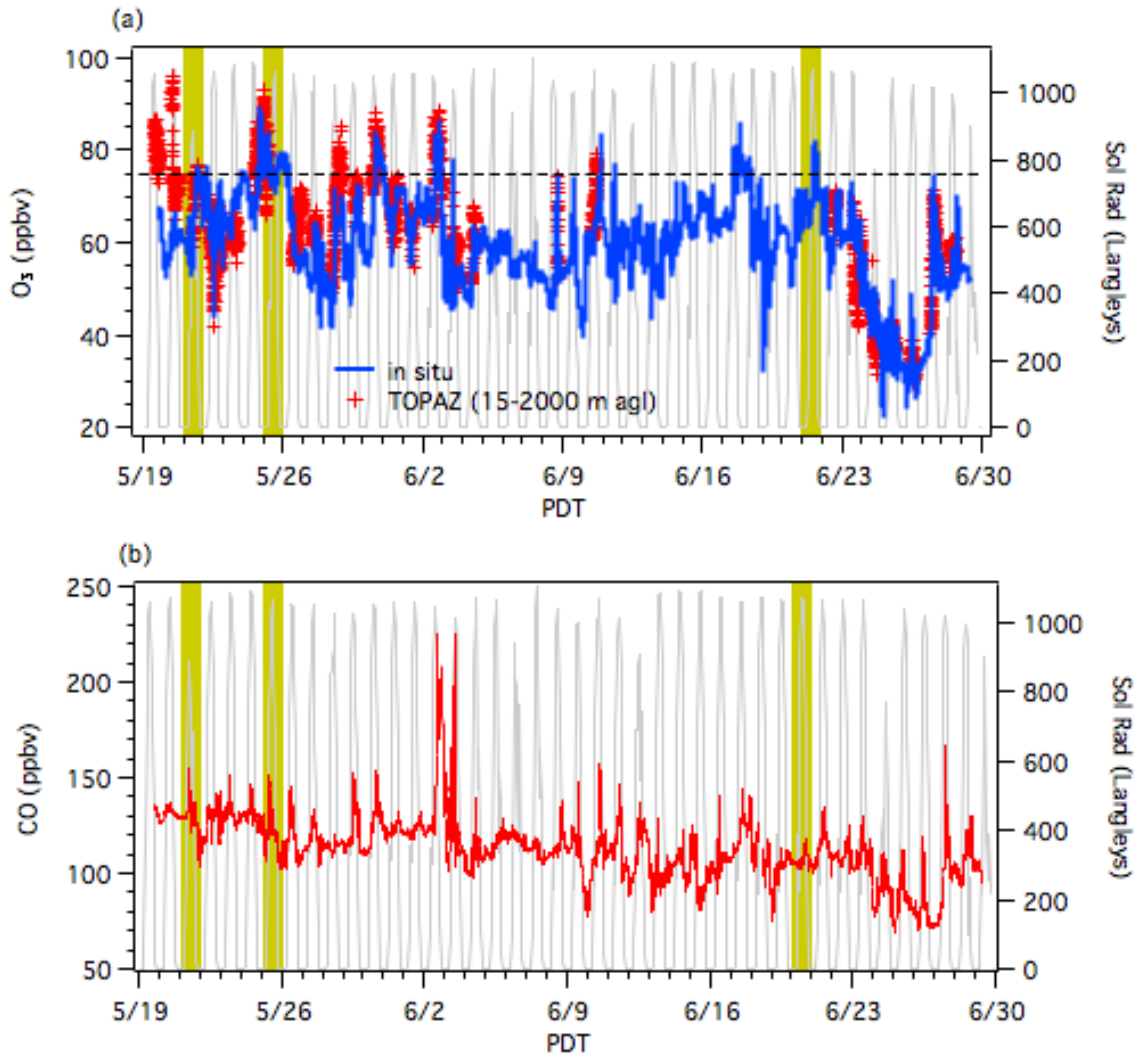 (a)
100
80
60
40
20
O₃ (ppbv)
1000
800
600
400
200
0
Sol Rad (Langleys)
in situ
TOPAZ (15-2000 m agl)
5/19 5/26 6/2 6/9 6/16 6/23 6/30
PDT
(b)
250
200
150
100
50
CO (ppbv)
1000
800
600
400
200
0
Sol Rad (Langleys)
5/19 5/26 6/2 6/9 6/16 6/23 6/30
PDT